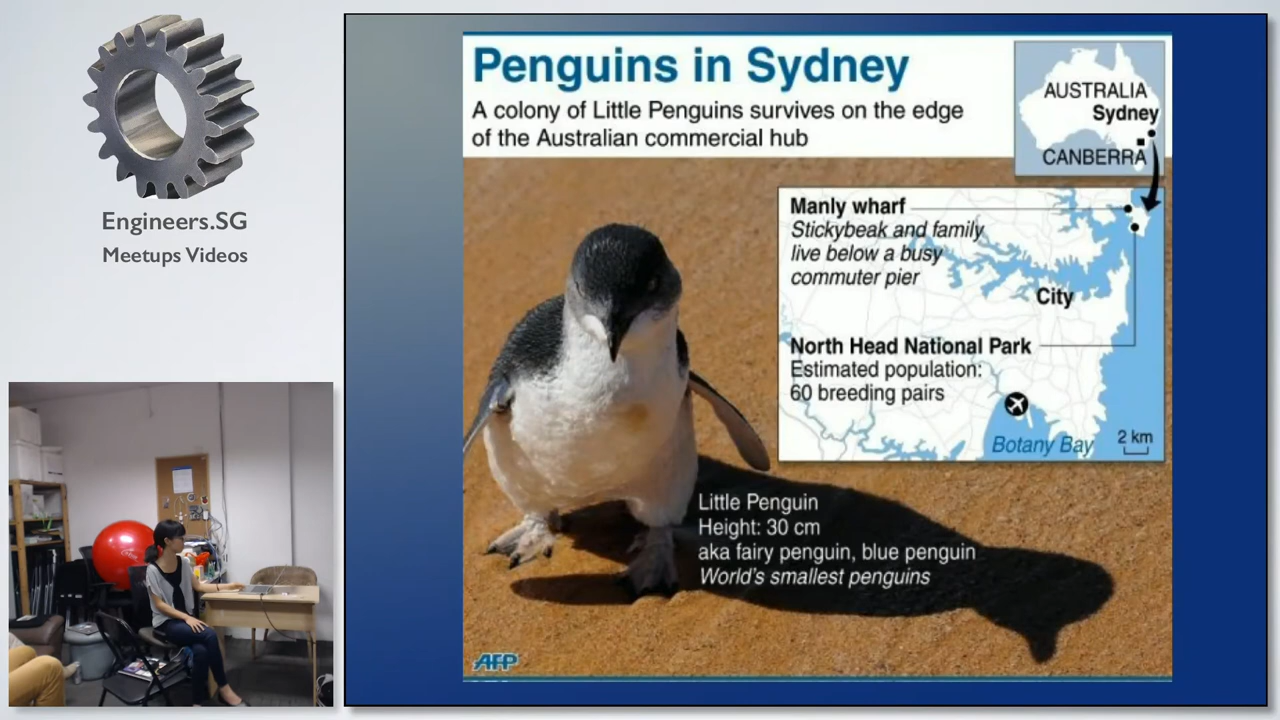 Engineers.SG
Meetups Videos
Penguins in Sydney
A colony of Little Penguins survives on the edge
of the Australian commercial hub
AUSTRALIA
Sydney
CANBERRA
Manly wharf
Stickybeak and family
live below a busy
commuter pier
City
North Head National Park
Estimated population:
60 breeding pairs
Botany Bay
2 km
Little Penguin
Height: 30 cm
aka fairy penguin, blue penguin
World's smallest penguins
AFP